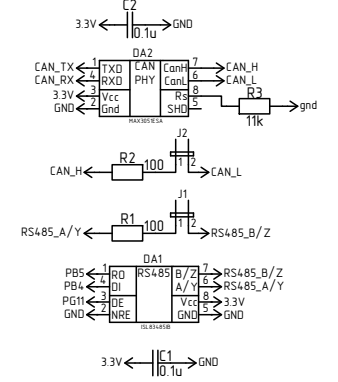 C2
3.3V GND
0.1u
DA2
CAN_TX 1 TXD CAN CanH 7 CAN_H
CAN_RX 4 RXD PHY CanL 6 CAN_L
3.3V 3 Vcc Rs 8 R3 gnd
GND 2 Gnd SHD 5 11k
MAX3051ESA
J2
R2 100 1 2
CAN_H CAN_L
J1
R1 100 1 2
RS485_A/Y RS485_B/Z
DA1
PB5 1 RO RS485 B/Z 7 RS485_B/Z
PB4 4 DI A/Y 6 RS485_A/Y
PG11 3 DE Vcc 8 3.3V
GND 2 NRE GND 5 GND
ISL83485IB
3.3V C1 GND
0.1u